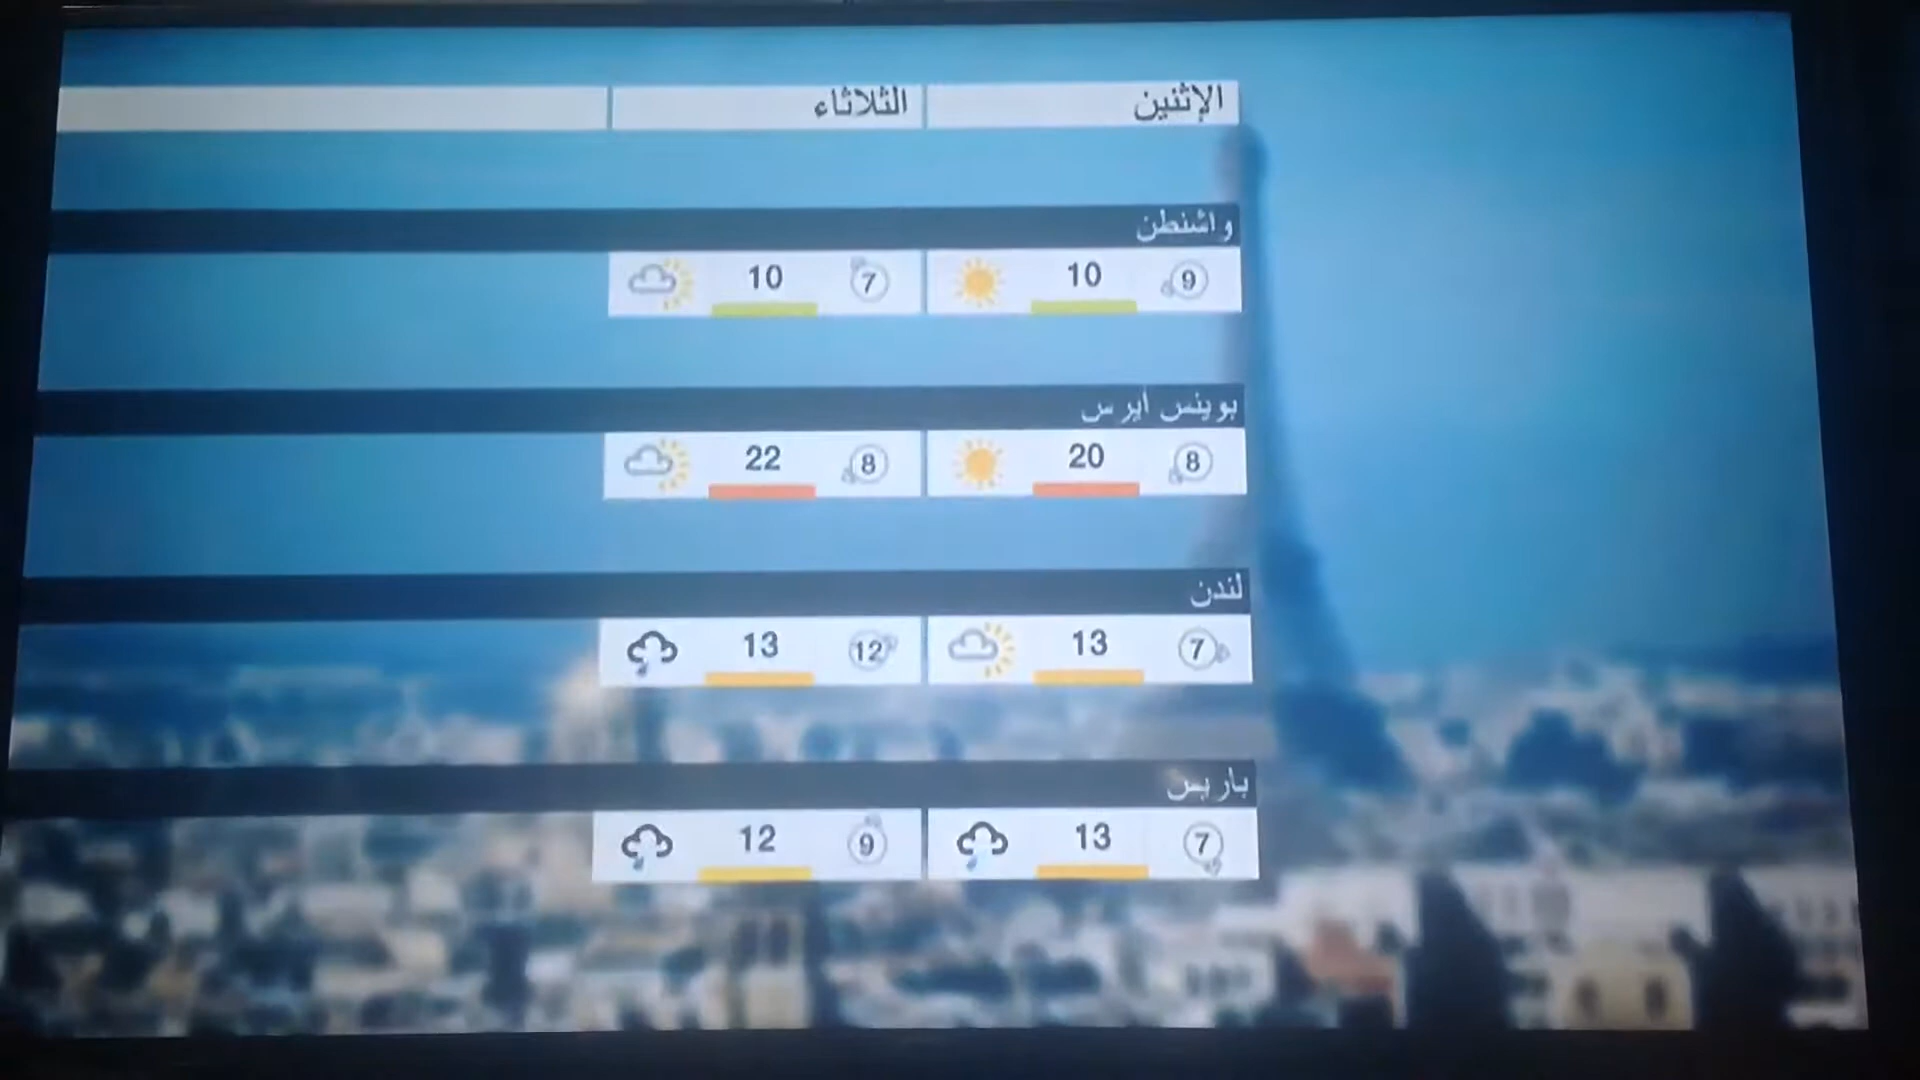 الإثنين الثلاثاء
واشنطن
9 10 7 10
بوينس أيرس
8 20 8 22
لندن
7 13 12 13
باريس
7 13 9 12